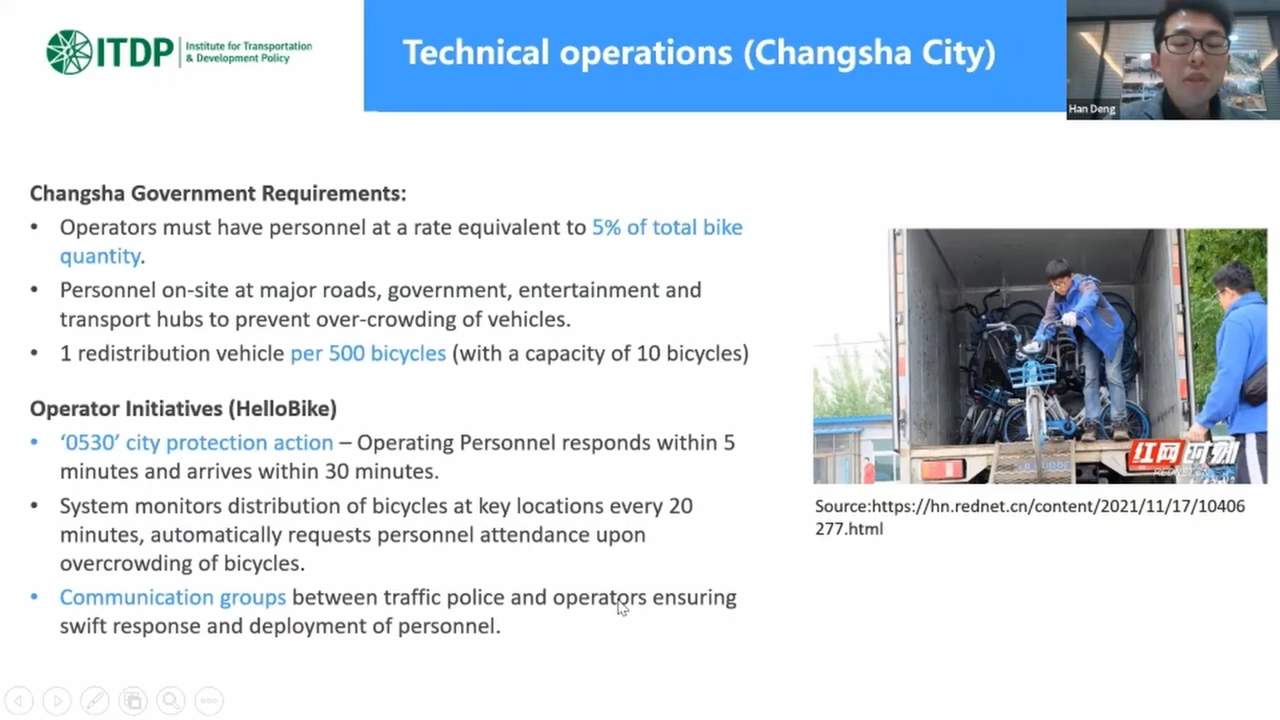 ITDP
Institute for Transportation
& Development Policy
Technical operations (Changsha City)
Han Deng
Changsha Government Requirements:
• Operators must have personnel at a rate equivalent to 5% of total bike
quantity.
• Personnel on-site at major roads, government, entertainment and
transport hubs to prevent over-crowding of vehicles.
• 1 redistribution vehicle per 500 bicycles (with a capacity of 10 bicycles)
Operator Initiatives (HelloBike)
• ‘0530’ city protection action – Operating Personnel responds within 5
minutes and arrives within 30 minutes.
• System monitors distribution of bicycles at key locations every 20
minutes, automatically requests personnel attendance upon
overcrowding of bicycles.
• Communication groups between traffic police and operators ensuring
swift response and deployment of personnel.
红网时刻
Source:https://hn.rednet.cn/content/2021/11/17/10406
277.html